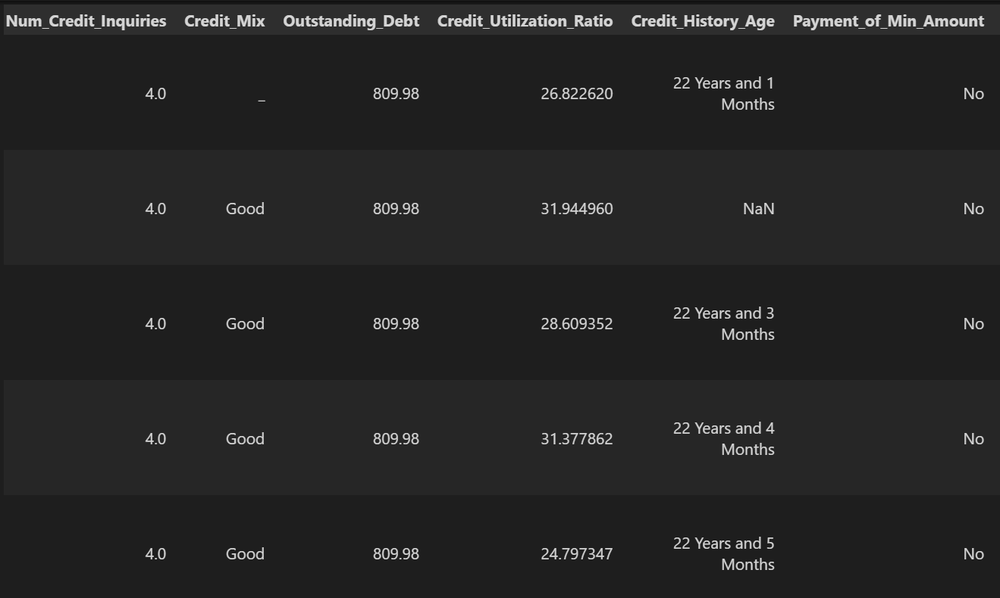 Num_Credit_Inquiries Credit_Mix Outstanding_Debt Credit_Utilization_Ratio Credit_History_Age Payment_of_Min_Amount
4.0 _ 809.98 26.822620 22 Years and 1 Months No
4.0 Good 809.98 31.944960 NaN No
4.0 Good 809.98 28.609352 22 Years and 3 Months No
4.0 Good 809.98 31.377862 22 Years and 4 Months No
4.0 Good 809.98 24.797347 22 Years and 5 Months No